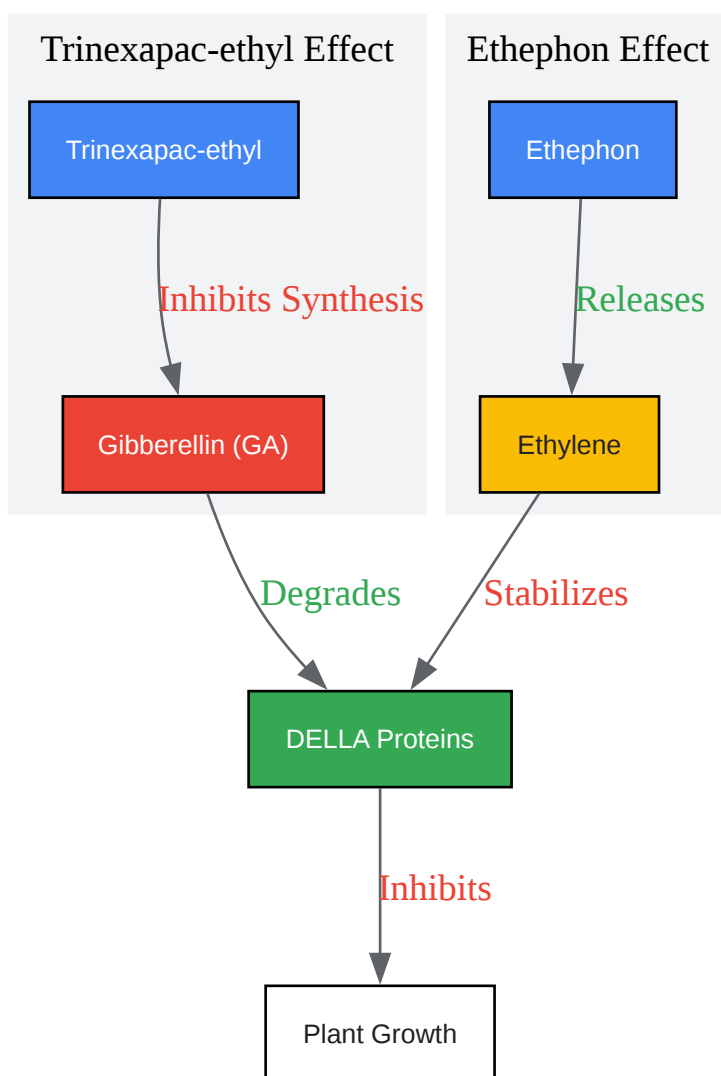 Trinexapac-ethyl Effect
Ethephon Effect
Trinexapac-ethyl
Ethephon
Inhibits Synthesis
Releases
Gibberellin (GA)
Ethylene
Degrades
Stabilizes
DELLA Proteins
Inhibits
Plant Growth